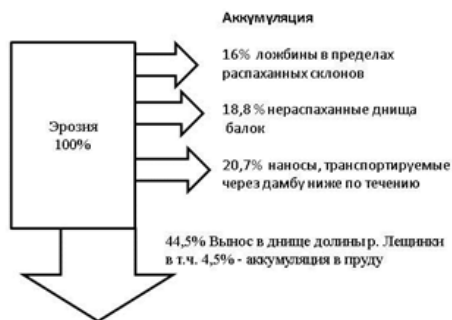 Аккумуляция
16% ложбины в пределах
распаханных склонов
18,8% нераспаханные днища
балок
Эрозия
100%
20,7% наносы, транспортируемые
через дамбу ниже по течению
44,5% Вынос в днище долины р. Лещинки
в т.ч. 4,5% - аккумуляция в пруду